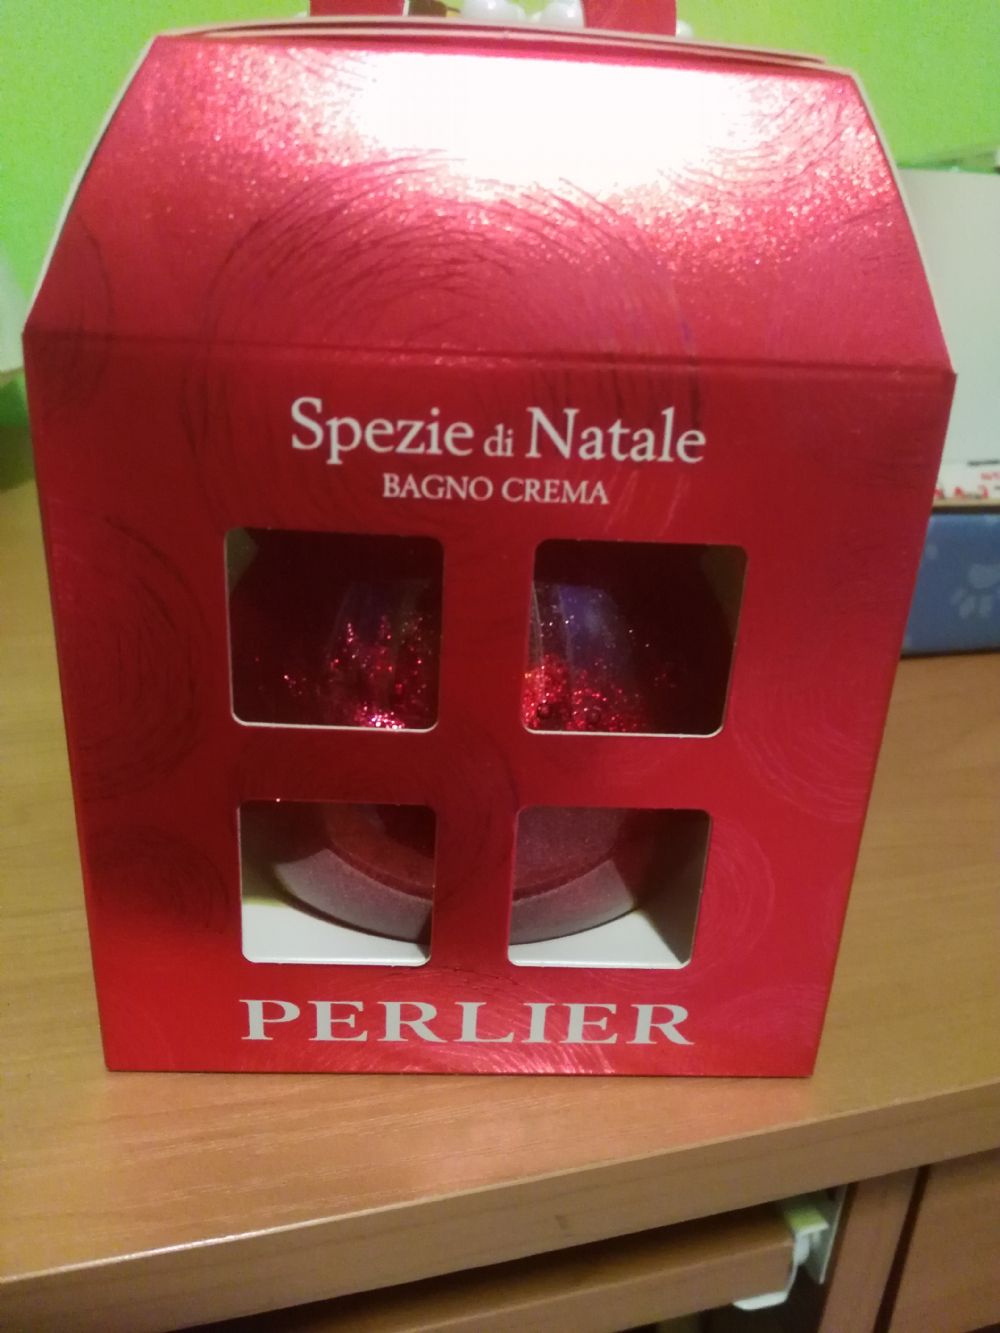 Spezie di Natale
BAGNO CREMA
PERLIER